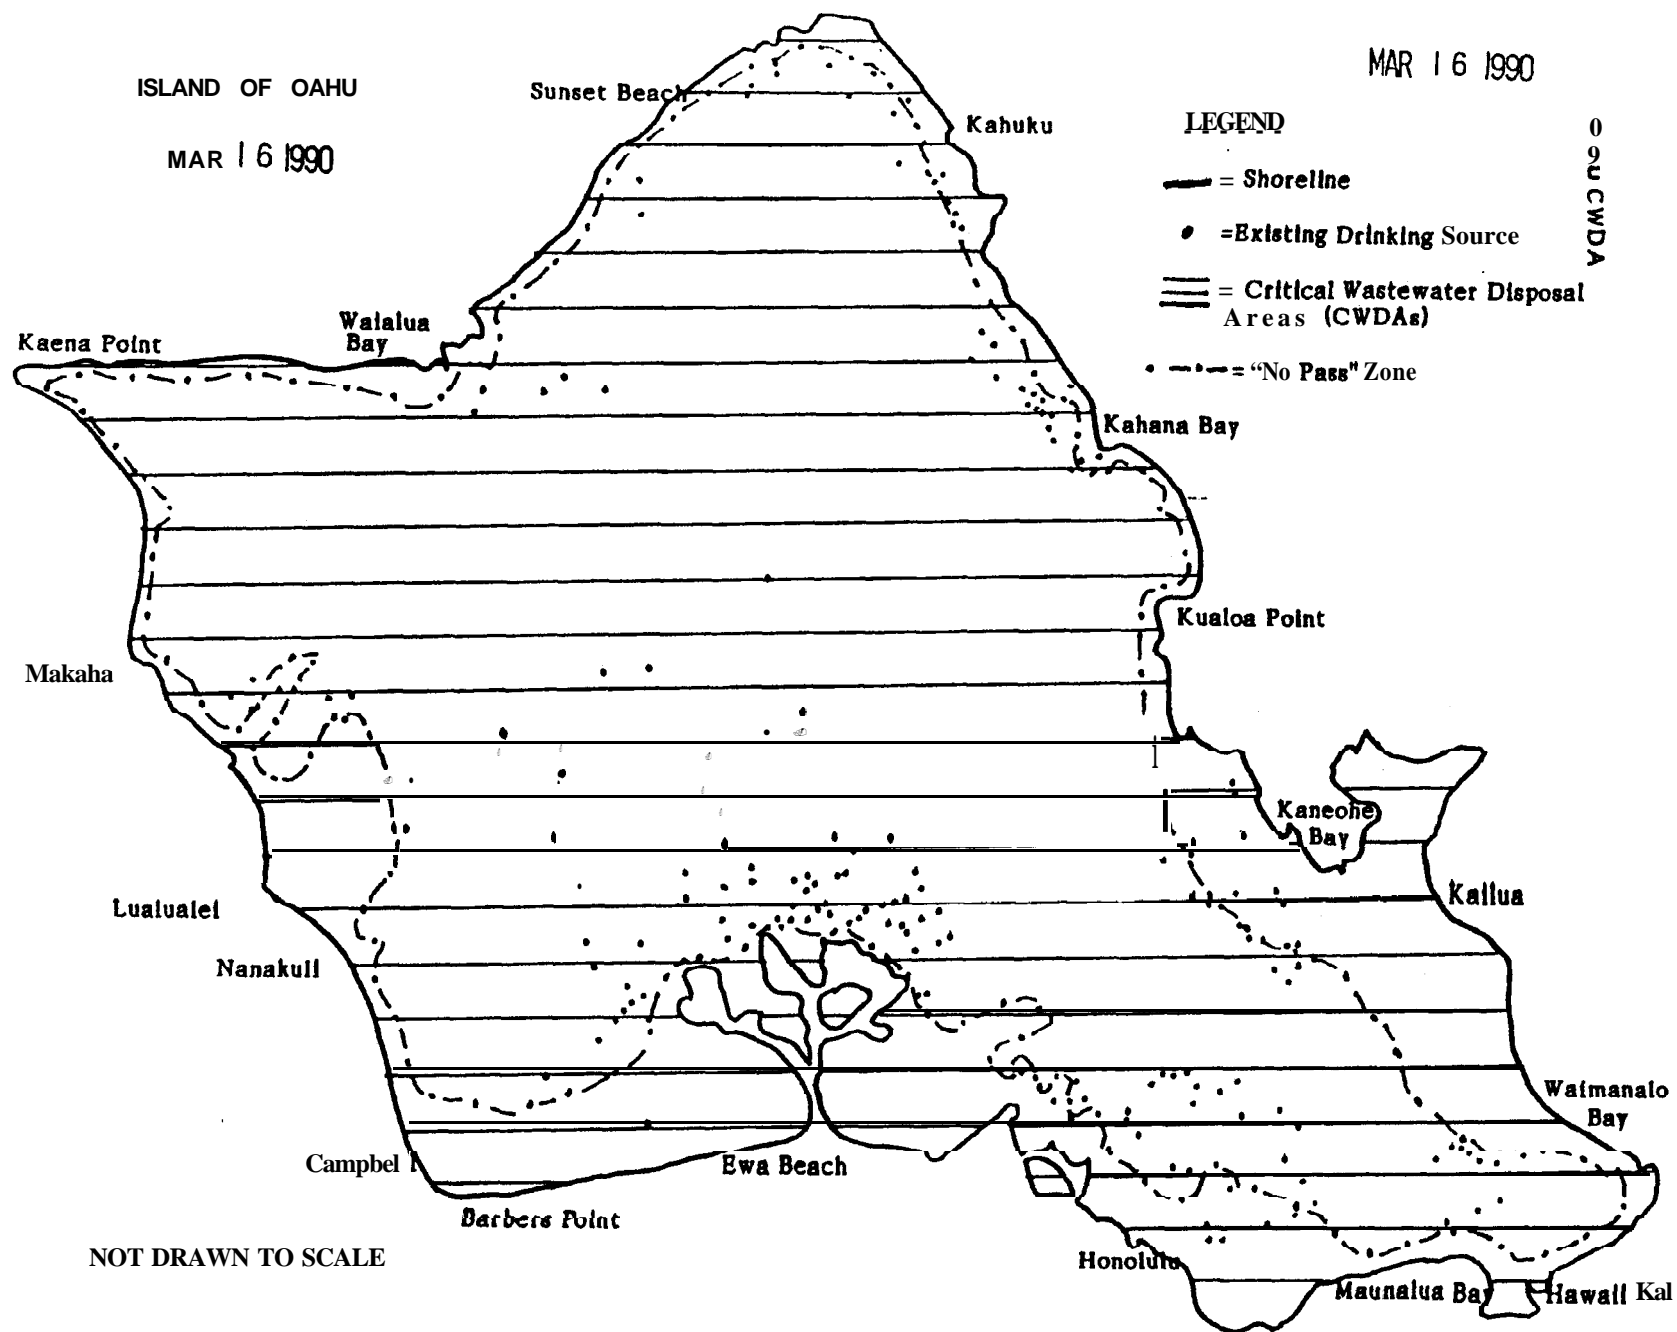 ISLAND OF OAHU
MAR 16 1990
MAR 16 1990
LEGEND
= Shoreline
=Existing Drinking Source
= Critical Wastewater Disposal
Areas (CWDAs)
= "No Pass" Zone
CWDA
Sunset Beach
Kahuku
Waialua
Bay
Kaena Point
Kahana Bay
Kualoa Point
Makaha
Kaneohe
Bay
Lualualei
Kailua
Nanakuli
Waimanalo
Bay
Campbel l
Ewa Beach
Barbers Point
NOT DRAWN TO SCALE
Honolulu
Maunalua Bay
Hawaii Kai